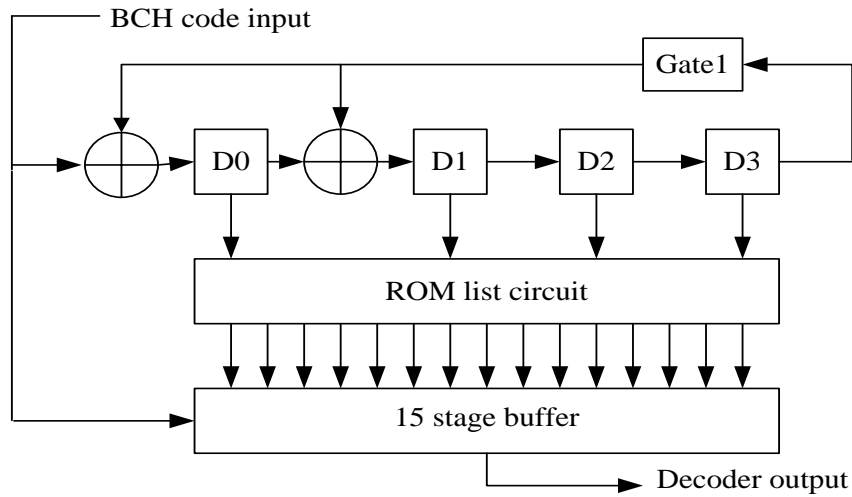 BCH code input
Gate1
D0
D1
D2
D3
ROM list circuit
15 stage buffer
Decoder output